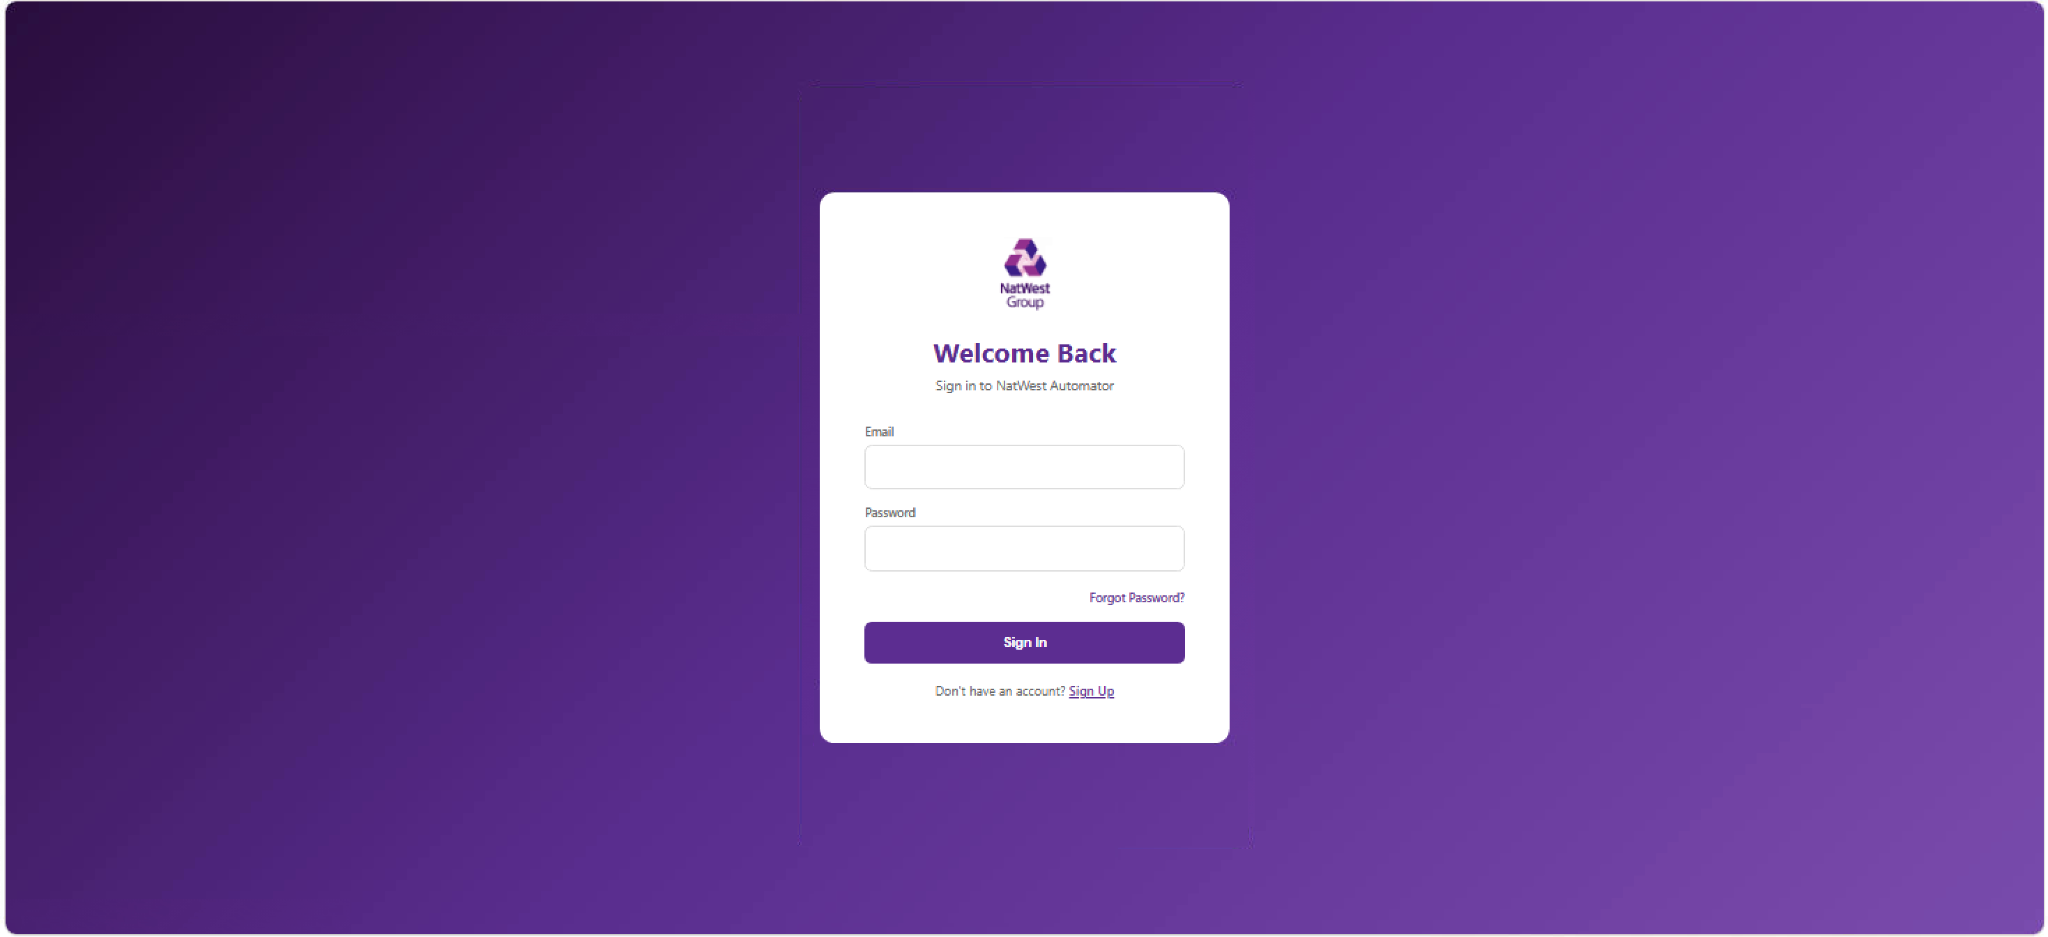 NatWest
Group
Welcome Back
Sign in to NatWest Automator
Email
Password
Forgot Password?
Sign In
Don't have an account? Sign Up